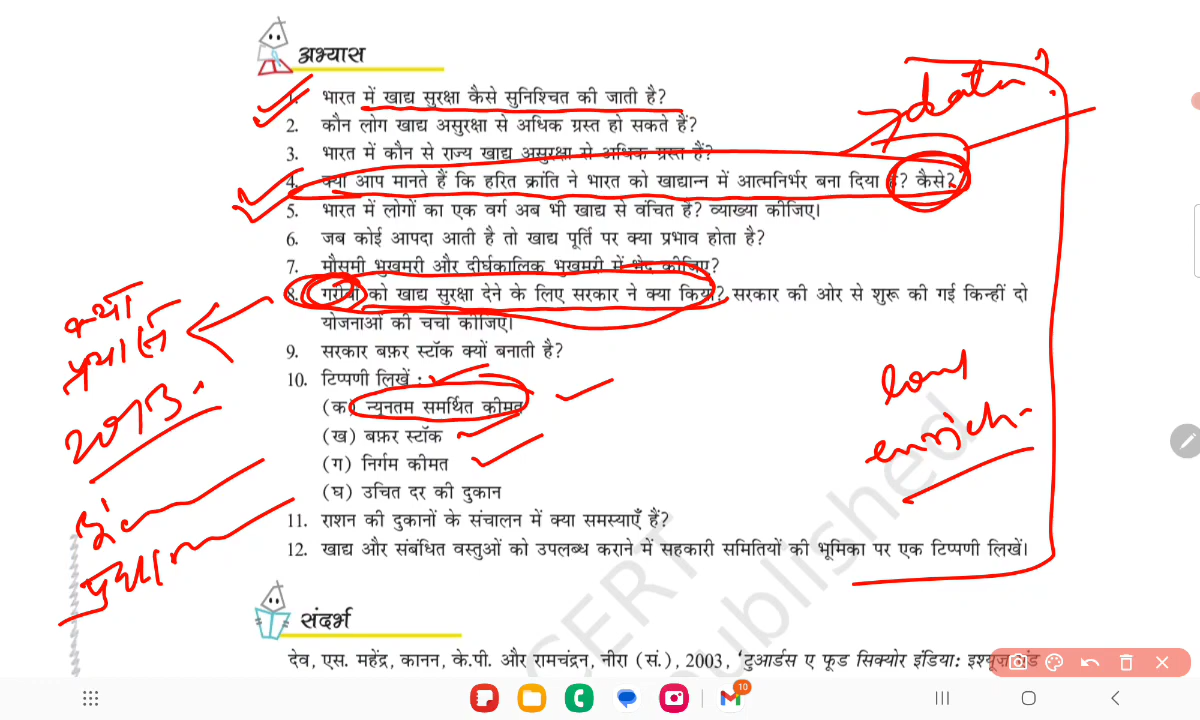 अभ्यास
1. भारत में खाद्य सुरक्षा कैसे सुनिश्चित की जाती है?
2. कौन लोग खाद्य असुरक्षा से अधिक ग्रस्त हो सकते हैं?
3. भारत में कौन से राज्य खाद्य असुरक्षा से अधिक ग्रस्त हैं?
4. क्या आप मानते हैं कि हरित क्रांति ने भारत को खाद्यान्न में आत्मनिर्भर बना दिया है? कैसे?
5. भारत में लोगों का एक वर्ग अब भी खाद्य से वंचित है? व्याख्या कीजिए।
6. जब कोई आपदा आती है तो खाद्य पूर्ति पर क्या प्रभाव होता है?
7. मौसमी भुखमरी और दीर्घकालिक भुखमरी में भेद कीजिए?
8. गरीबों को खाद्य सुरक्षा देने के लिए सरकार ने क्या किया? सरकार की ओर से शुरू की गई किन्हीं दो
योजनाओं की चर्चा कीजिए।
9. सरकार बफ़र स्टॉक क्यों बनाती है?
10. टिप्पणी लिखें :
(क) न्यूनतम समर्थित कीमत
(ख) बफ़र स्टॉक
(ग) निर्गम कीमत
(घ) उचित दर की दुकान
11. राशन की दुकानों के संचालन में क्या समस्याएँ हैं?
12. खाद्य और संबंधित वस्तुओं को उपलब्ध कराने में सहकारी समितियों की भूमिका पर एक टिप्पणी लिखें।
क्या
2013
enrich
संदर्भ
देव, एस. महेंद्र, कानन, के.पी. और रामचंद्रन, नीरा (सं.), 2003, 'टुआर्डस ए फूड सिक्योर इंडिया: इश्यूज
10